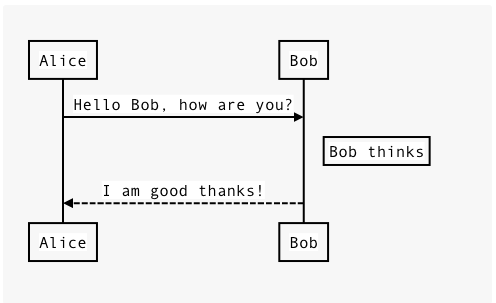 Alice
Bob
Hello Bob, how are you?
Bob thinks
I am good thanks!
Alice
Bob